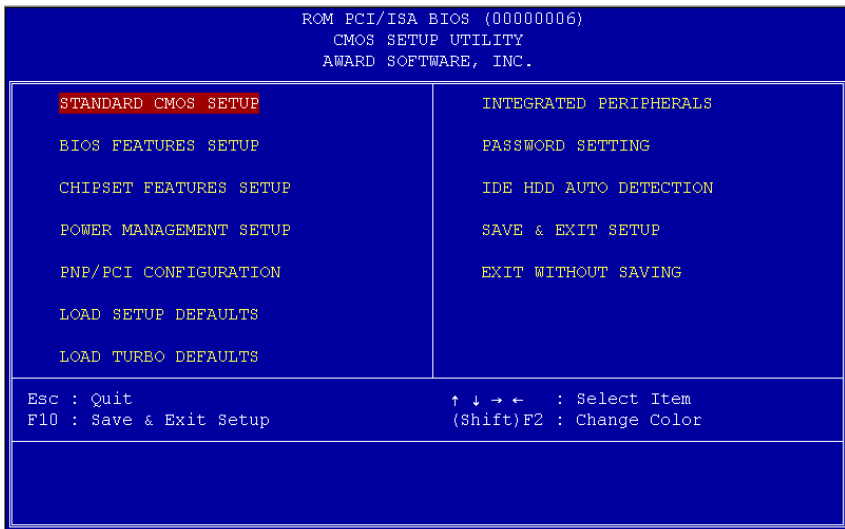 ROM PCI/ISA BIOS (00000006)
CMOS SETUP UTILITY
AWARD SOFTWARE, INC.
STANDARD CMOS SETUP
BIOS FEATURES SETUP
CHIPSET FEATURES SETUP
POWER MANAGEMENT SETUP
PNP/PCI CONFIGURATION
LOAD SETUP DEFAULTS
LOAD TURBO DEFAULTS
INTEGRATED PERIPHERALS
PASSWORD SETTING
IDE HDD AUTO DETECTION
SAVE & EXIT SETUP
EXIT WITHOUT SAVING
Esc : Quit
F10 : Save & Exit Setup
↑ ↓ → ← : Select Item
(Shift)F2 : Change Color